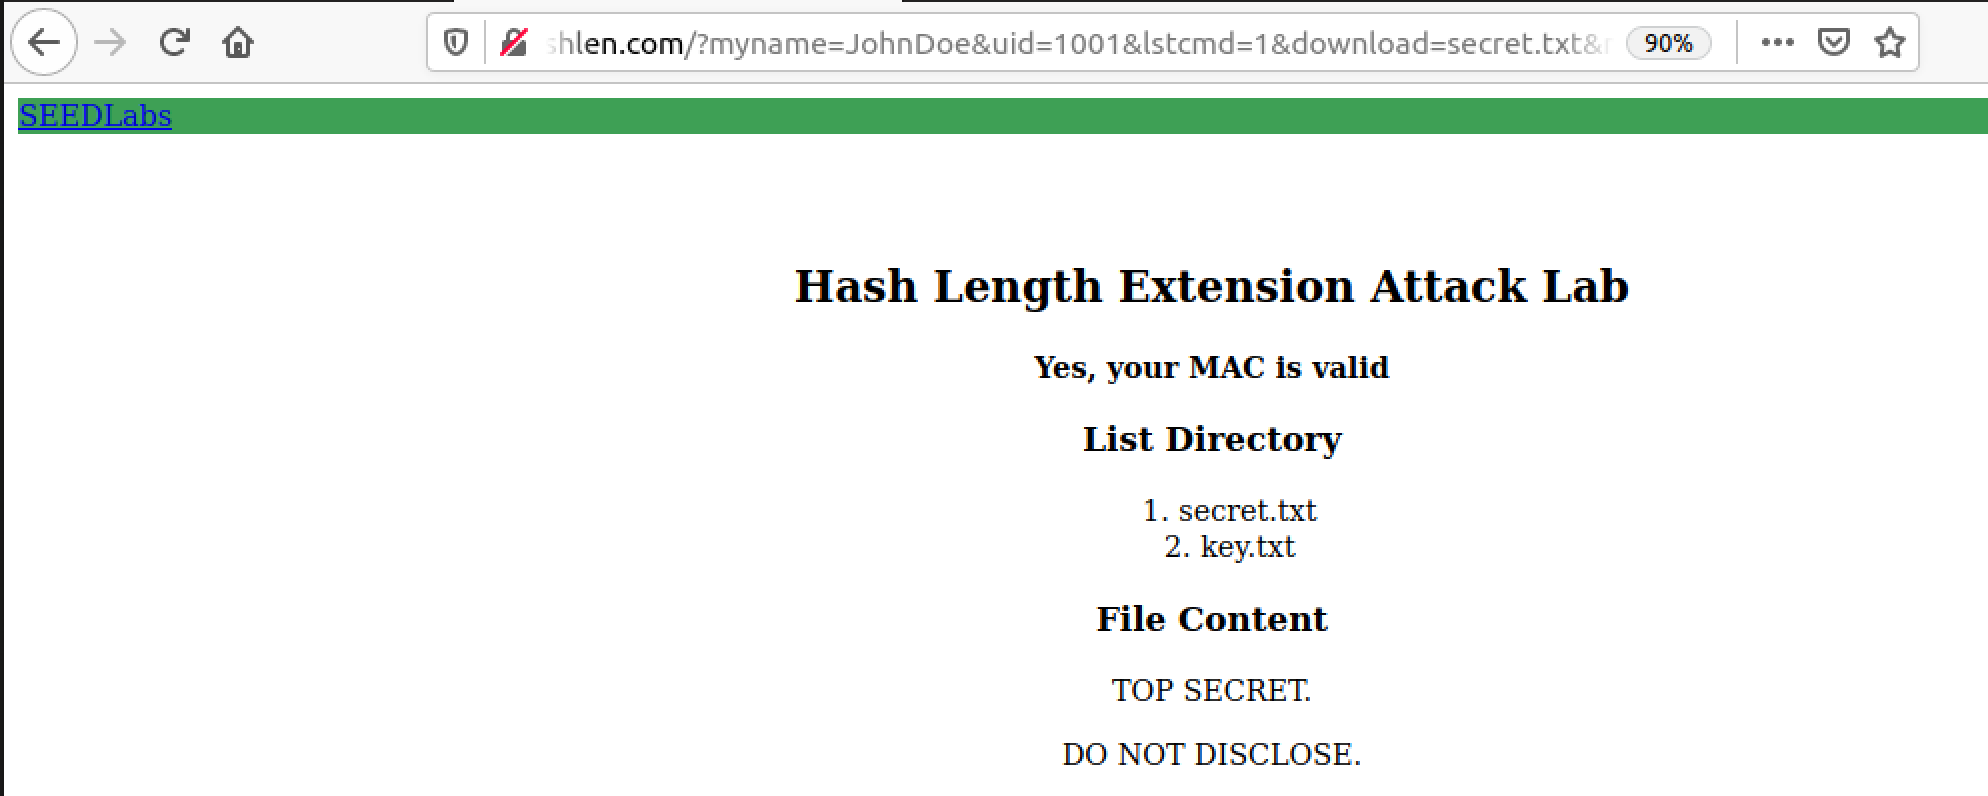 shlen.com/?myname=JohnDoe&uid=1001&lstcmd=1&download=secret.txt& 90%
SEEDLabs
Hash Length Extension Attack Lab
Yes, your MAC is valid
List Directory
1. secret.txt
2. key.txt
File Content
TOP SECRET.
DO NOT DISCLOSE.